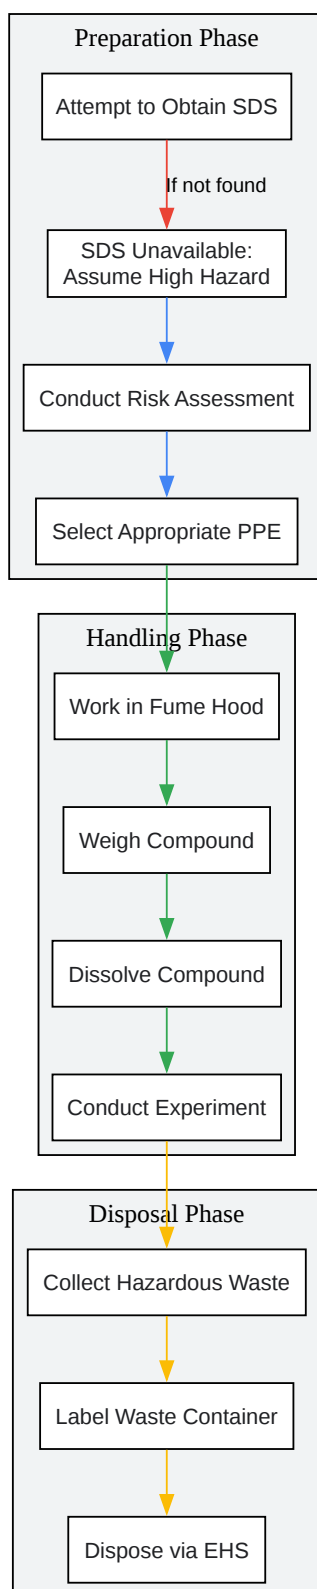 Preparation Phase
Attempt to Obtain SDS
If not found
SDS Unavailable:
Assume High Hazard
Conduct Risk Assessment
Select Appropriate PPE
Handling Phase
Work in Fume Hood
Weigh Compound
Dissolve Compound
Conduct Experiment
Disposal Phase
Collect Hazardous Waste
Label Waste Container
Dispose via EHS